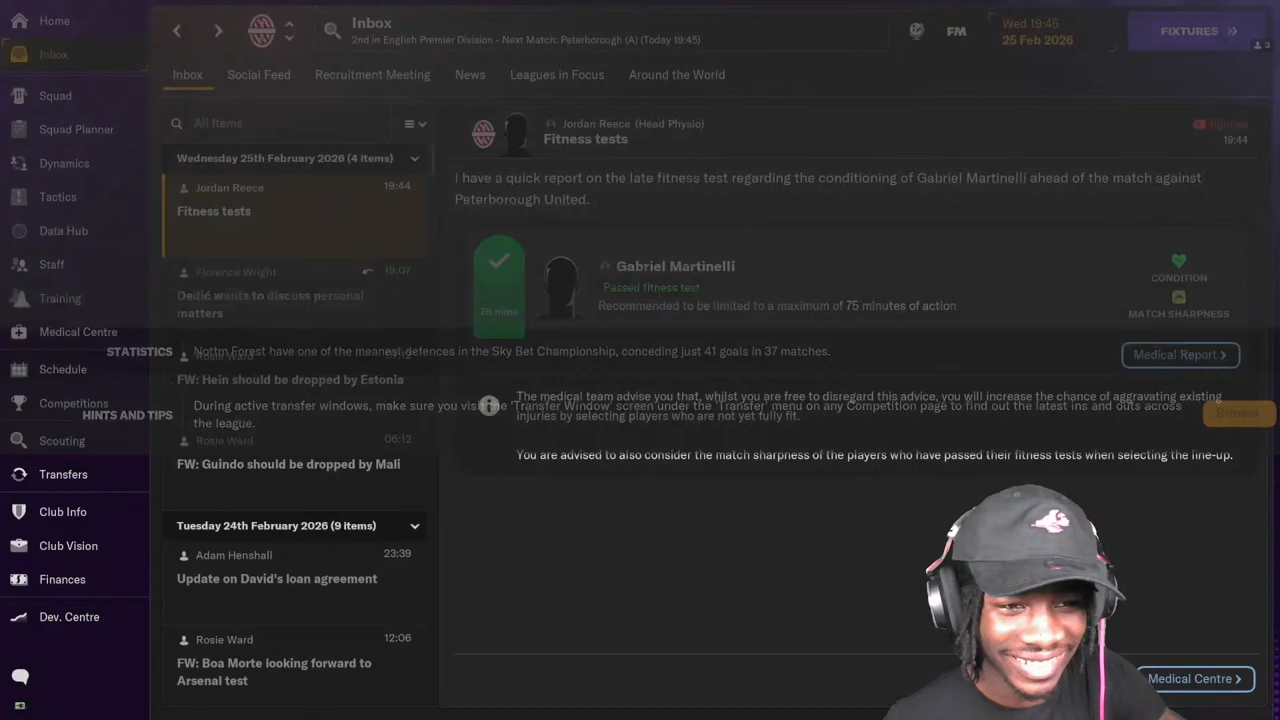 Home
Inbox
Squad
Squad Planner
Dynamics
Tactics
Data Hub
Staff
Training
Medical Centre
Schedule
Competitions
Scouting
Transfers
Club Info
Club Vision
Finances
Dev. Centre
Inbox
2nd in English Premier Division - Next Match: Peterborough (A) (Today 19:45)
FM
Wed 19:45
25 Feb 2026
FIXTURES
3
Inbox
Social Feed
Recruitment Meeting
News
Leagues in Focus
Around the World
All Items
Wednesday 25th February 2026 (4 items)
Jordan Reece
19:44
Fitness tests
Florence Wright
19:07
Dedić wants to discuss personal
matters
Rosie Ward
FW: Hein should be dropped by Estonia
Rosie Ward
06:12
FW: Guindo should be dropped by Mali
Tuesday 24th February 2026 (9 items)
Adam Henshall
23:39
Update on David's loan agreement
Rosie Ward
12:06
FW: Boa Morte looking forward to
Arsenal test
Jordan Reece (Head Physio)
Fitness tests
Injuries
19:44
I have a quick report on the late fitness test regarding the conditioning of Gabriel Martinelli ahead of the match against
Peterborough United.
75 mins
Gabriel Martinelli
Passed fitness test
Recommended to be limited to a maximum of 75 minutes of action
CONDITION
MATCH SHARPNESS
STATISTICS
Nottm Forest have one of the meanest defences in the Sky Bet Championship, conceding just 41 goals in 37 matches.
Medical Report
HINTS AND TIPS
During active transfer windows, make sure you visit the 'Transfer Window' screen under the 'Transfer' menu on any Competition page to find out the latest ins and outs across
the league.
The medical team advise you that, whilst you are free to disregard this advice, you will increase the chance of aggravating existing
injuries by selecting players who are not yet fully fit.
Browse
You are advised to also consider the match sharpness of the players who have passed their fitness tests when selecting the line-up.
Medical Centre